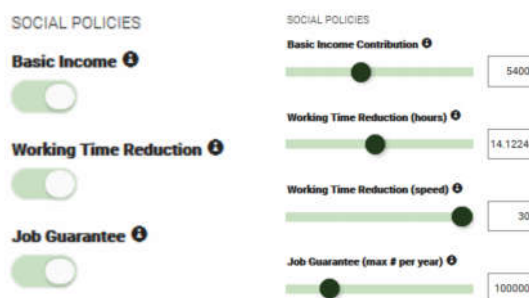 SOCIAL POLICIES
Basic Income
Working Time Reduction
Job Guarantee
SOCIAL POLICIES
Basic Income Contribution
5400
Working Time Reduction (hours)
14.1224
Working Time Reduction (speed)
30
Job Guarantee (max # per year)
100000